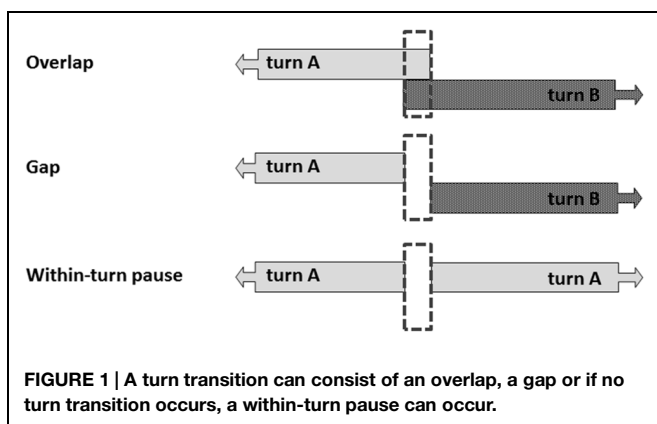 Overlap
turn A
turn B
Gap
turn A
turn B
Within-turn pause
turn A
turn A
FIGURE 1 | A turn transition can consist of an overlap, a gap or if no
turn transition occurs, a within-turn pause can occur.